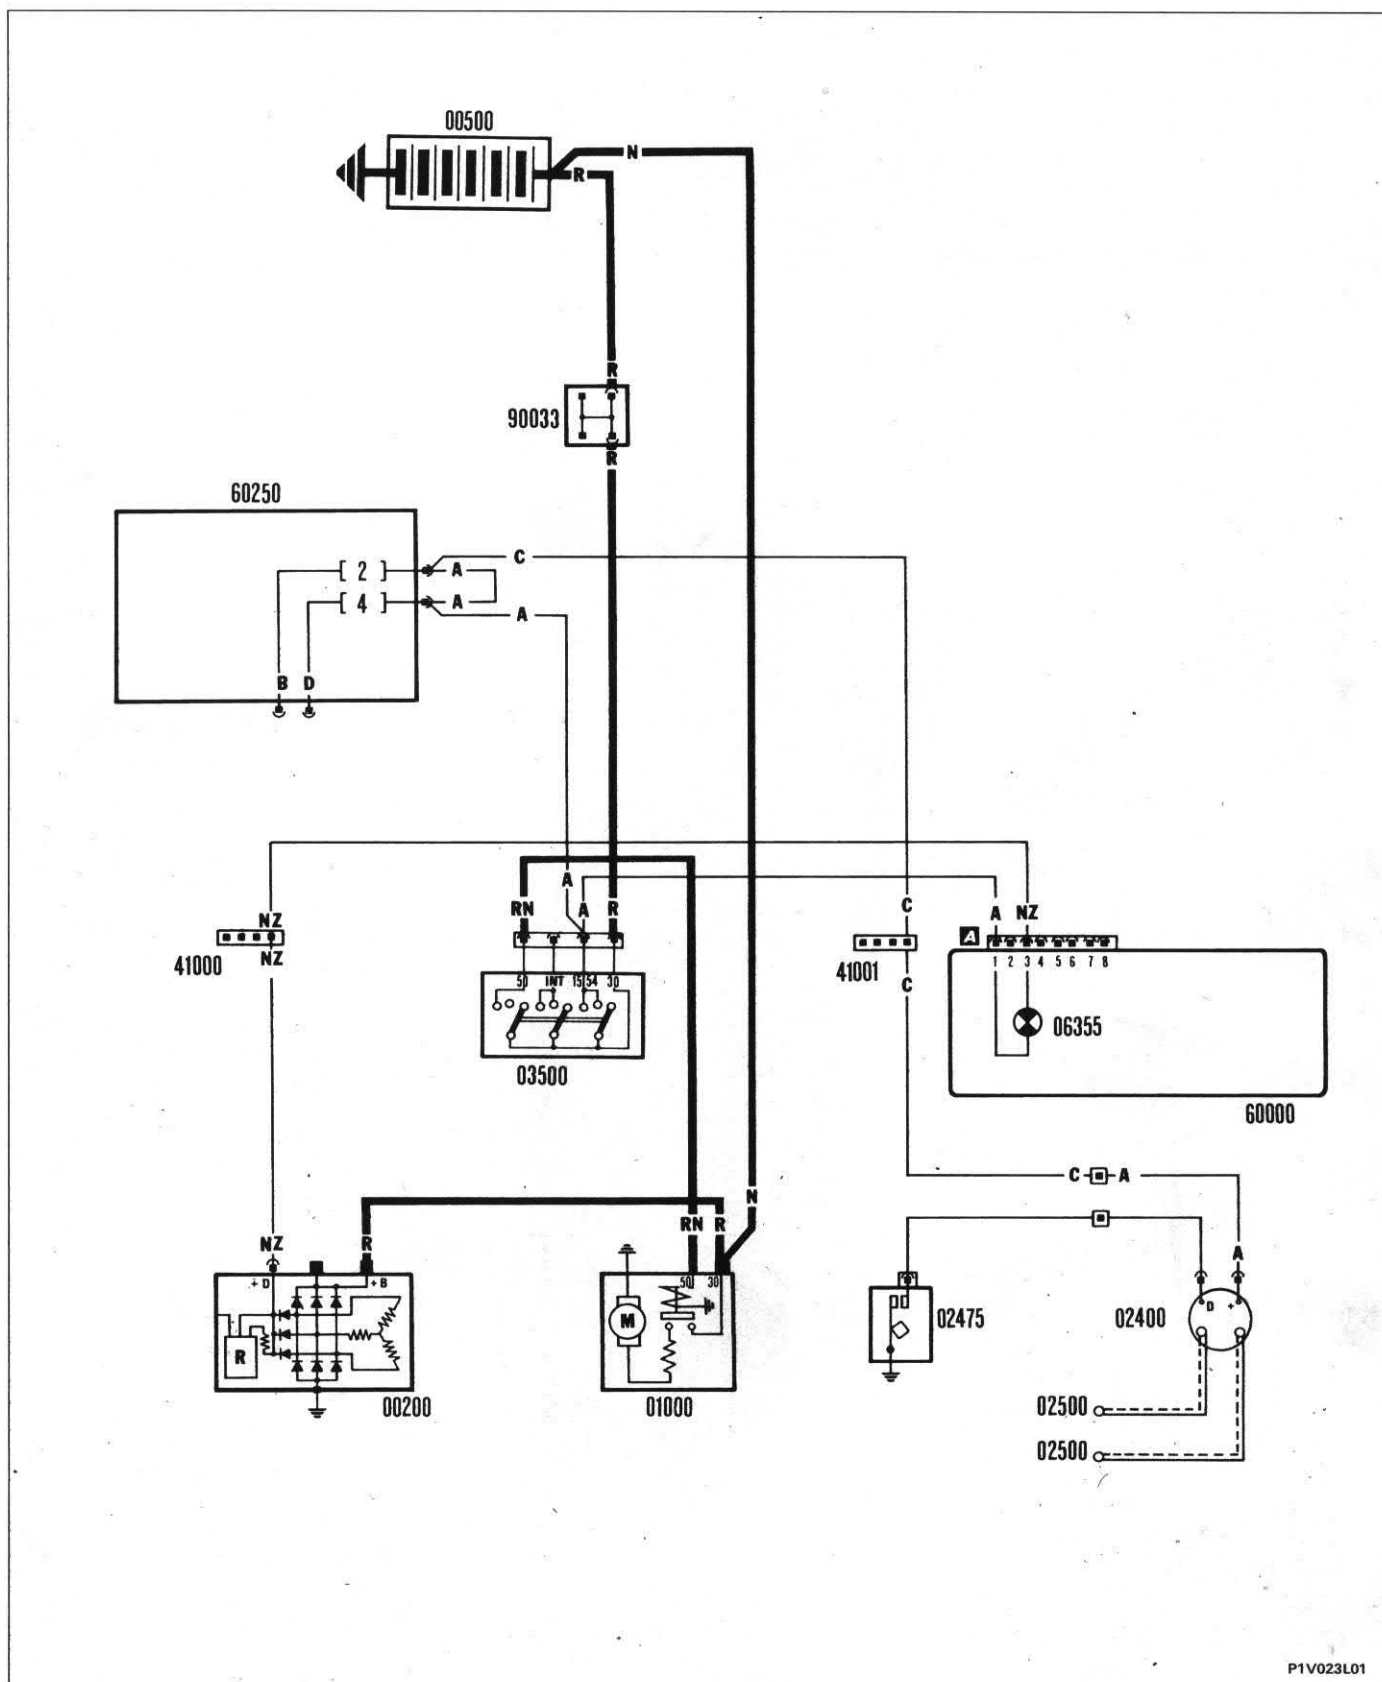 00500
N
R
R
90033
R
60250
C
2
A
4
A
A
B
D
A
RN
A
R
C
A
NZ
NZ
41000
NZ
41001
C
A
1 2 3 4 5 6 7 8
50 INT 15 54 30
06355
03500
60000
C A
N
RN R
NZ
R
A
+ D
+ B
50 30
D +
M
R
02475
02400
00200
01000
02500
02500
P1V023L01